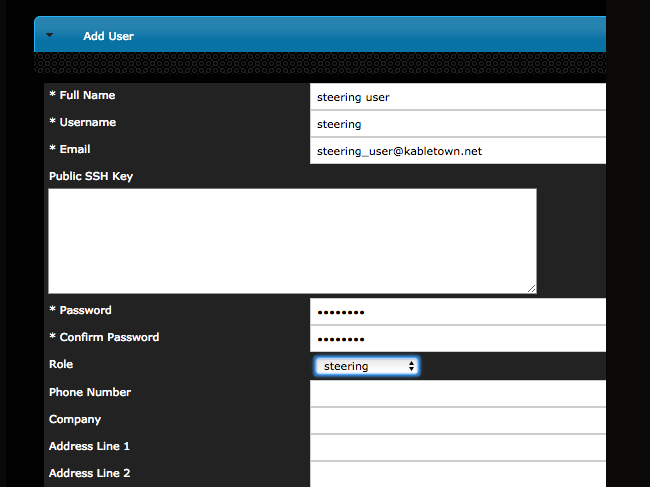 Add User
* Full Name steering user
* Username steering
* Email steering_user@kabletown.net
Public SSH Key
* Password ••••••••
* Confirm Password ••••••••
Role steering
Phone Number
Company
Address Line 1
Address Line 2